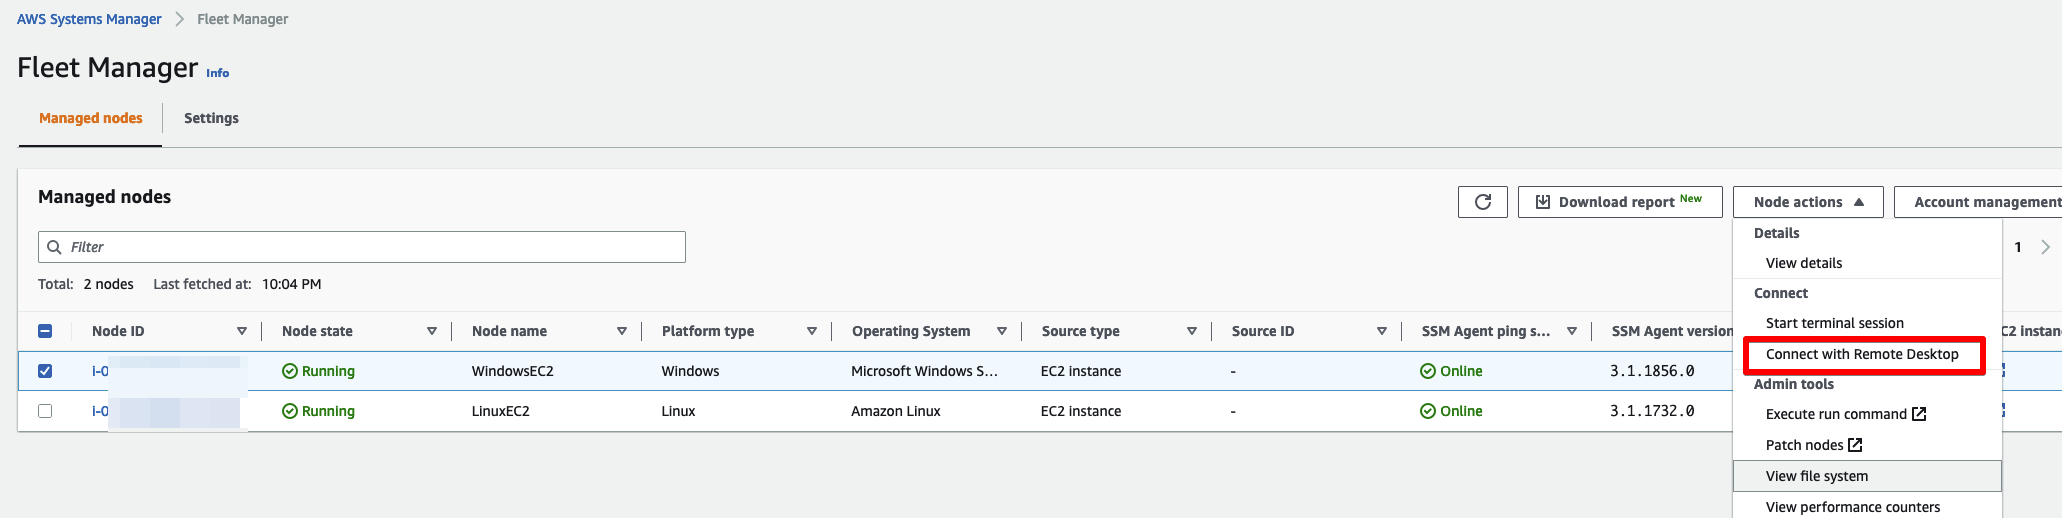 AWS Systems Manager > Fleet Manager
Fleet Manager Info
Managed nodes Settings
Managed nodes
Download report New Node actions Account management
Filter
1
Total: 2 nodes Last fetched at: 10:04 PM
Node ID Node state Node name Platform type Operating System Source type Source ID SSM Agent ping s... SSM Agent version
i-0 Running WindowsEC2 Windows Microsoft Windows S... EC2 instance - Online 3.1.1856.0
i-0 Running LinuxEC2 Linux Amazon Linux EC2 instance - Online 3.1.1732.0
Details
View details
Connect
Start terminal session
Connect with Remote Desktop
Admin tools
Execute run command
Patch nodes
View file system
View performance counters